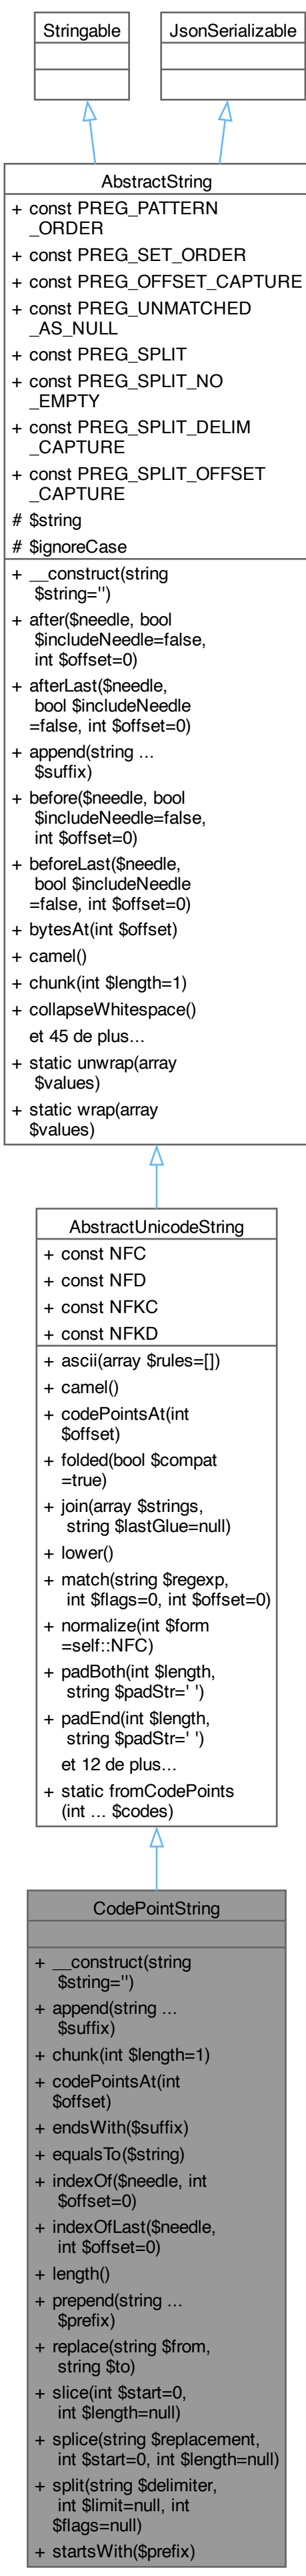 Stringable
JsonSerializable
AbstractString
+ const PREG_PATTERN
_ORDER
+ const PREG_SET_ORDER
+ const PREG_OFFSET_CAPTURE
+ const PREG_UNMATCHED
_AS_NULL
+ const PREG_SPLIT
+ const PREG_SPLIT_NO
_EMPTY
+ const PREG_SPLIT_DELIM
_CAPTURE
+ const PREG_SPLIT_OFFSET
_CAPTURE
# $string
# $ignoreCase
+ __construct(string
$string='')
+ after($needle, bool
$includeNeedle=false,
int $offset=0)
+ afterLast($needle,
bool $includeNeedle
=false, int $offset=0)
+ append(string ...
$suffix)
+ before($needle, bool
$includeNeedle=false,
int $offset=0)
+ beforeLast($needle,
bool $includeNeedle
=false, int $offset=0)
+ bytesAt(int $offset)
+ camel()
+ chunk(int $length=1)
+ collapseWhitespace()
et 45 de plus...
+ static unwrap(array
$values)
+ static wrap(array
$values)
AbstractUnicodeString
+ const NFC
+ const NFD
+ const NFKC
+ const NFKD
+ ascii(array $rules=[])
+ camel()
+ codePointsAt(int
$offset)
+ folded(bool $compat
=true)
+ join(array $strings,
string $lastGlue=null)
+ lower()
+ match(string $regexp,
int $flags=0, int $offset=0)
+ normalize(int $form
=self::NFC)
+ padBoth(int $length,
string $padStr=' ')
+ padEnd(int $length,
string $padStr=' ')
et 12 de plus...
+ static fromCodePoints
(int ... $codes)
CodePointString
+ __construct(string
$string='')
+ append(string ...
$suffix)
+ chunk(int $length=1)
+ codePointsAt(int
$offset)
+ endsWith($suffix)
+ equalsTo($string)
+ indexOf($needle, int
$offset=0)
+ indexOfLast($needle,
int $offset=0)
+ length()
+ prepend(string ...
$prefix)
+ replace(string $from,
string $to)
+ slice(int $start=0,
int $length=null)
+ splice(string $replacement,
int $start=0, int $length=null)
+ split(string $delimiter,
int $limit=null, int
$flags=null)
+ startsWith($prefix)